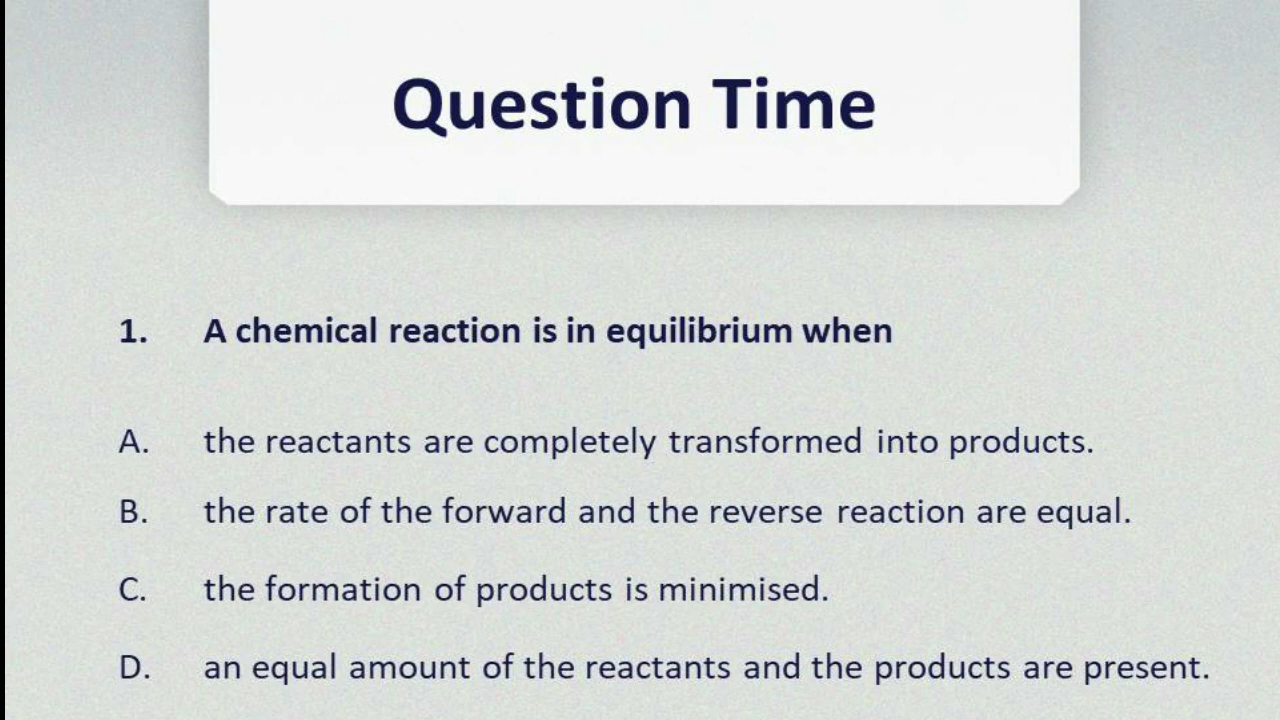 Question Time
1. A chemical reaction is in equilibrium when
A. the reactants are completely transformed into products.
B. the rate of the forward and the reverse reaction are equal.
C. the formation of products is minimised.
D. an equal amount of the reactants and the products are present.